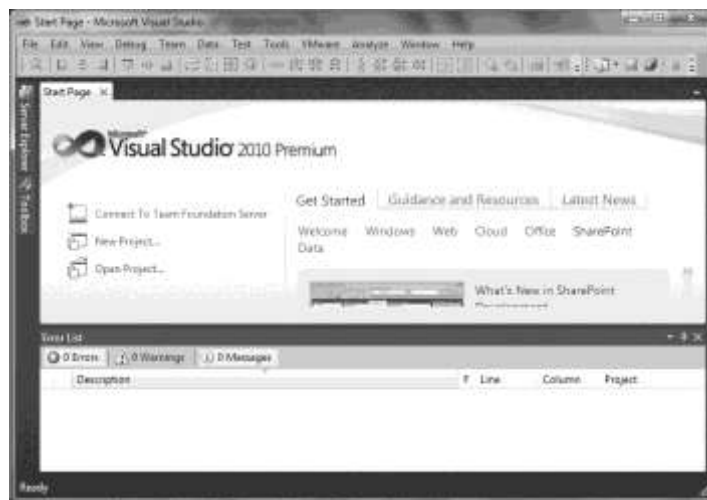 Start Page - Microsoft Visual Studio
File Edit View Debug Team Data Test Tools VMware Analyze Window Help
Start Page
Server Explorer
Toolbox
Microsoft
Visual Studio 2010 Premium
Get Started Guidance and Resources Latest News
Connect To Team Foundation Server
New Project...
Open Project...
Welcome Windows Web Cloud Office SharePoint
Data
What's New in SharePoint
Development
Error List
0 Errors 0 Warnings 0 Messages
Description Line Column Project
Ready